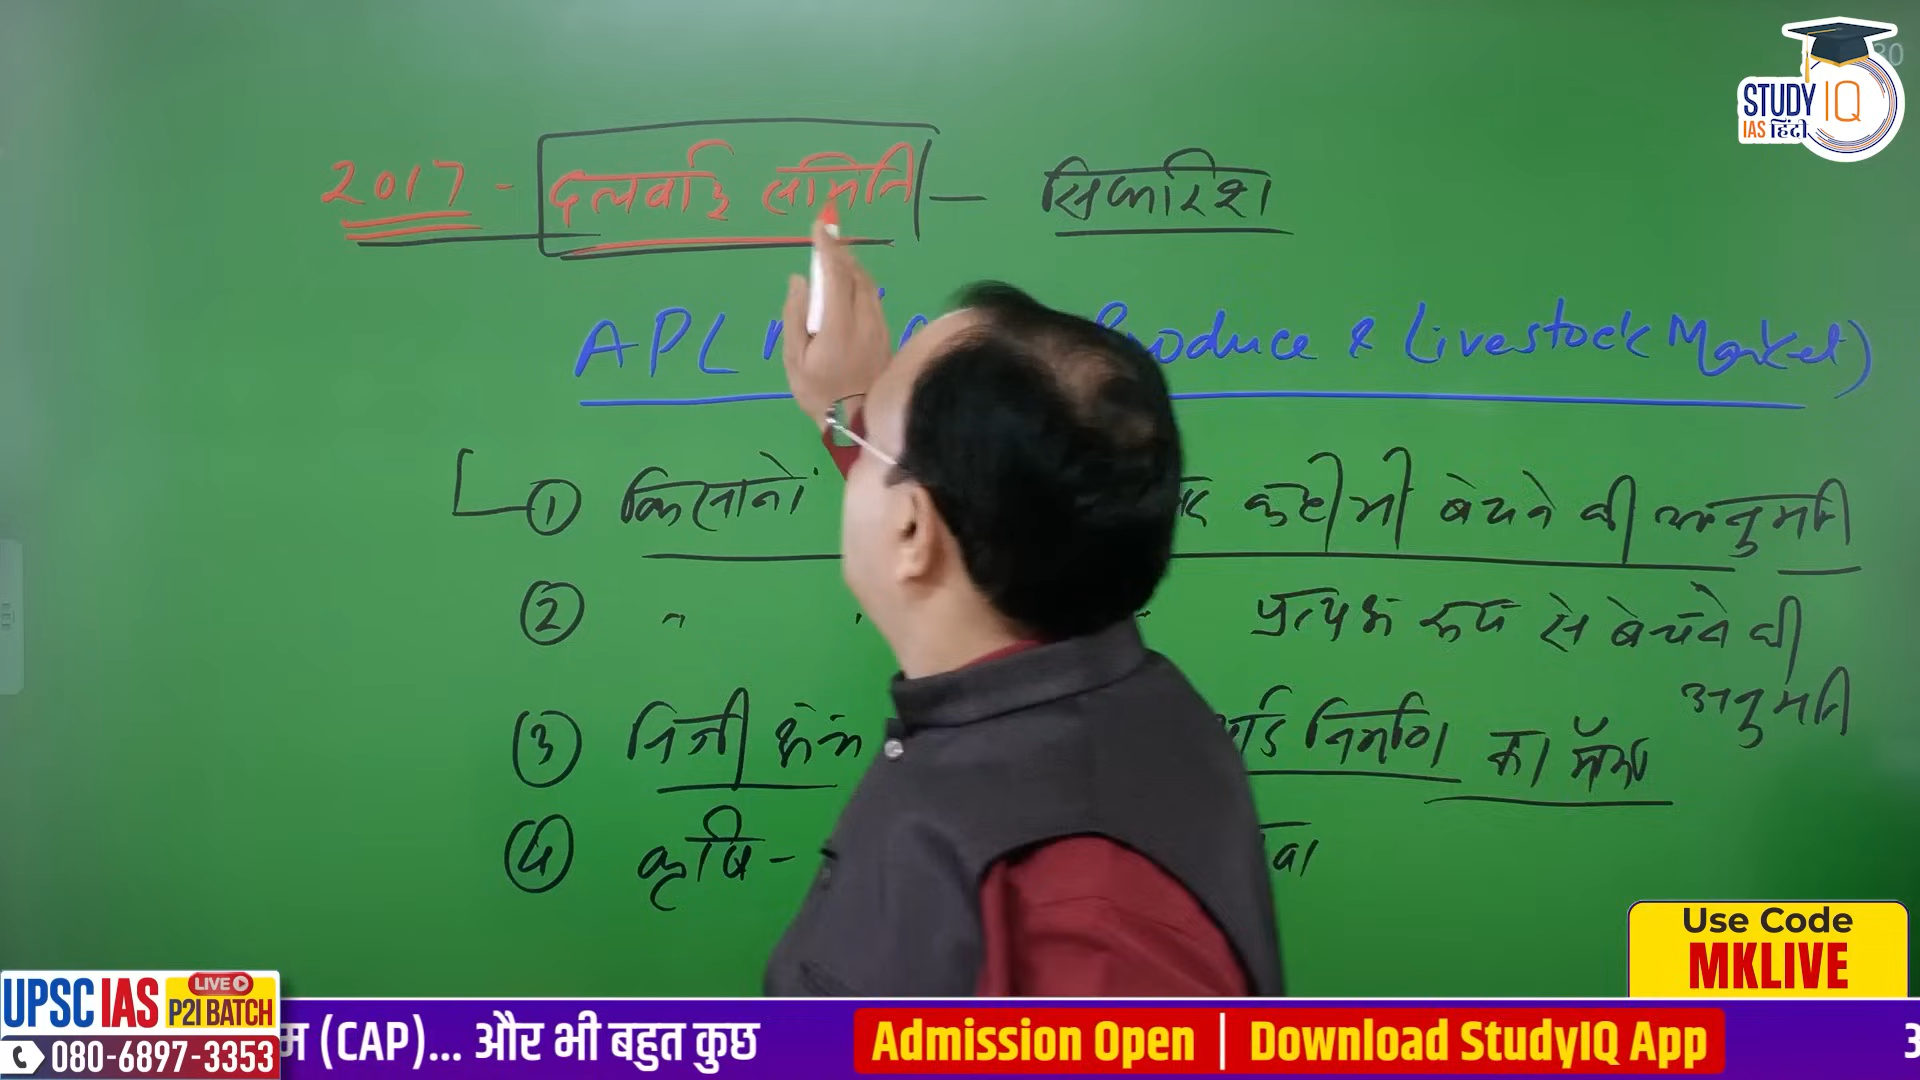 STUDY IQ
IAS हिंदी
2017 - दलवाई समिति — सिफारिश
APL Produce & Livestock Market)
① किसानों कहीं भी बेचने की अनुमति
② " " प्रत्यक्ष रूप से बेचने की
अनुमति
③ निजी क्षेत्र निर्माण का मौका
④ कृषि -
Use Code
MKLIVE
UPSC IAS LIVE P2I BATCH
080-6897-3353
(CAP)... और भी बहुत कुछ
Admission Open | Download StudyIQ App